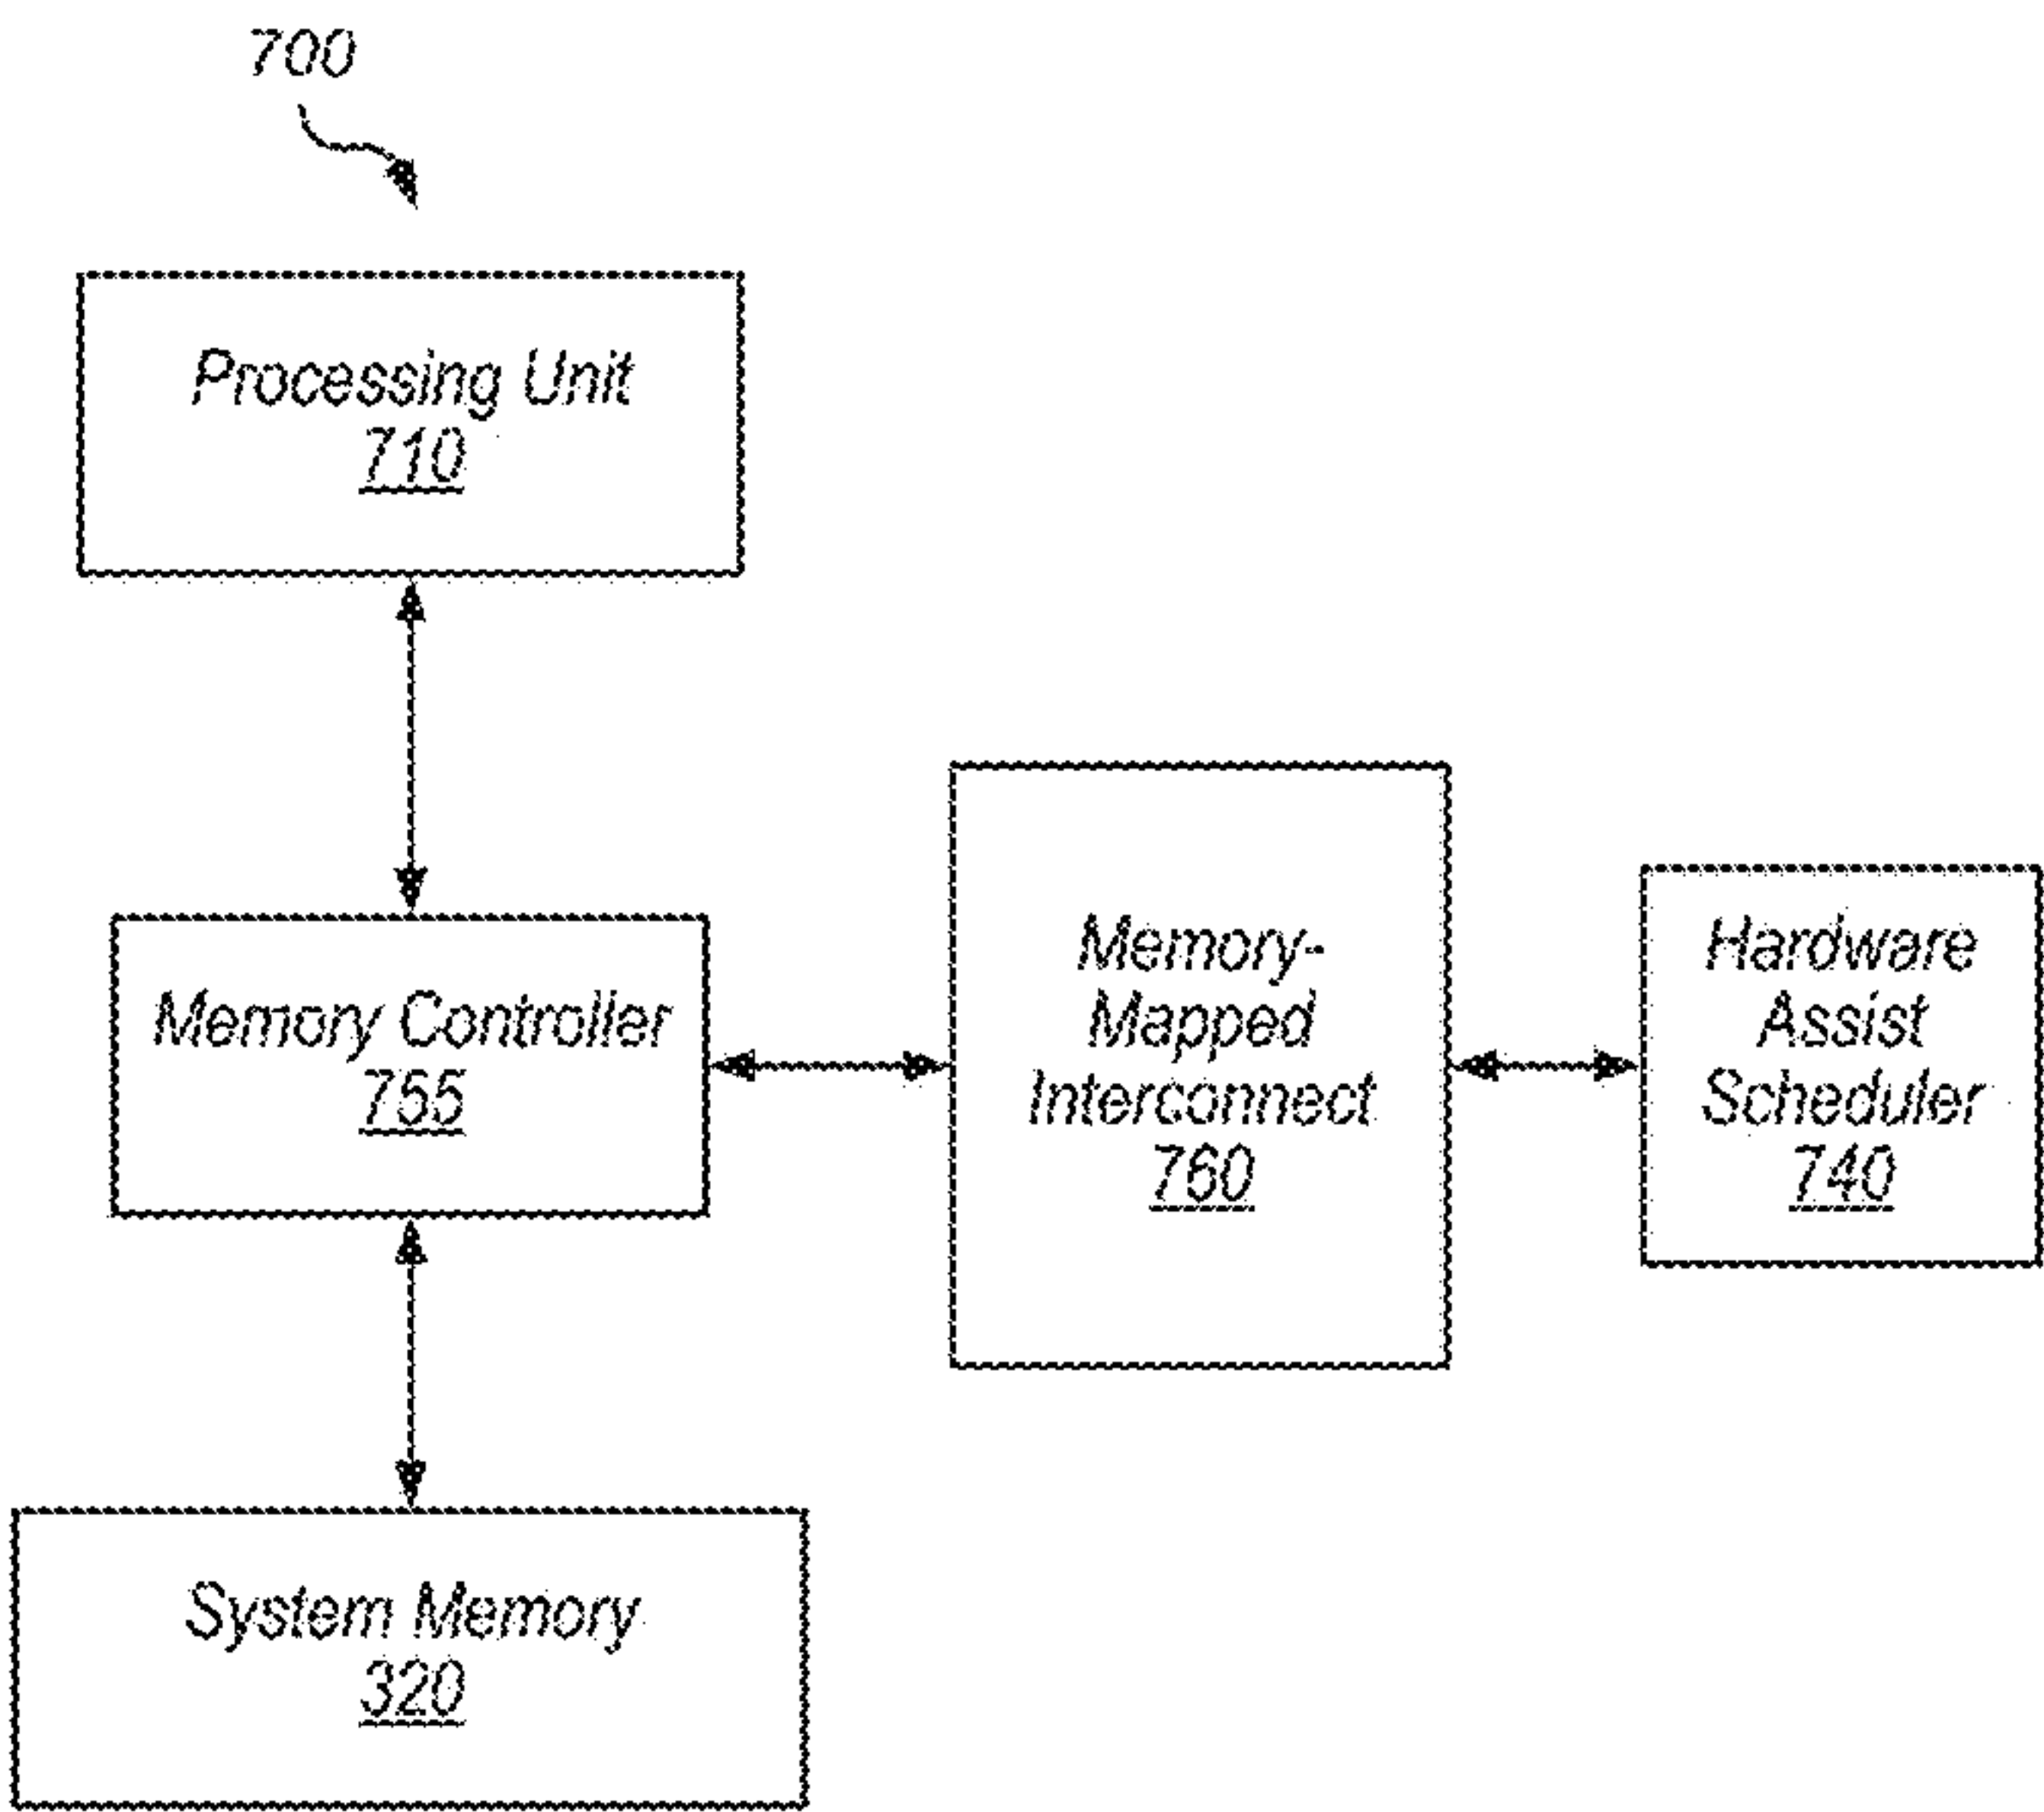 700
Processing Unit
710
Memory Controller
755
Memory-
Mapped
Interconnect
760
Hardware
Assist
Scheduler
740
System Memory
320